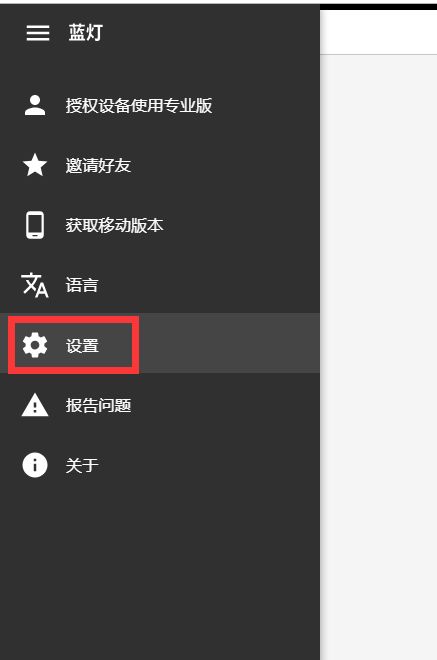 蓝灯
授权设备使用专业版
邀请好友
获取移动版本
语言
设置
报告问题
关于